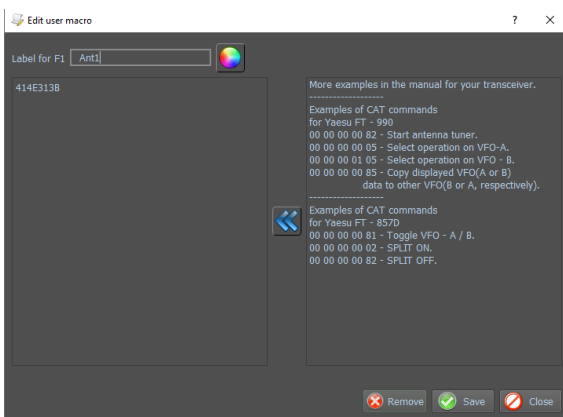 Edit user macro
Label for F1 Ant1
414E313B
More examples in the manual for your transceiver.
-------------------
Examples of CAT commands
for Yaesu FT - 990
00 00 00 00 82 - Start antenna tuner.
00 00 00 00 05 - Select operation on VFO-A.
00 00 00 01 05 - Select operation on VFO - B.
00 00 00 00 85 - Copy displayed VFO(A or B)
data to other VFO(B or A, respectively).
-------------------
Examples of CAT commands
for Yaesu FT - 857D
00 00 00 00 81 - Toggle VFO - A / B.
00 00 00 00 02 - SPLIT ON.
00 00 00 00 82 - SPLIT OFF.
Remove Save Close